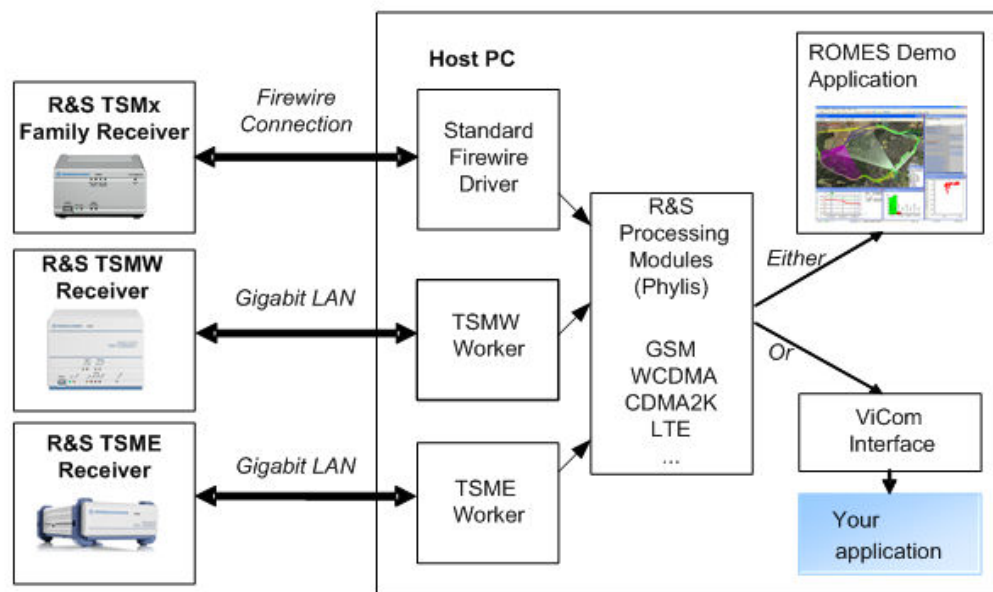 Host PC
R&S TSMx
Family Receiver
Firewire
Connection
Standard
Firewire
Driver
R&S TSMW
Receiver
Gigabit LAN
TSMW
Worker
R&S TSME
Receiver
Gigabit LAN
TSME
Worker
R&S
Processing
Modules
(Phylis)
GSM
WCDMA
CDMA2K
LTE
...
Either
Or
ROMES Demo
Application
ViCom
Interface
Your
application